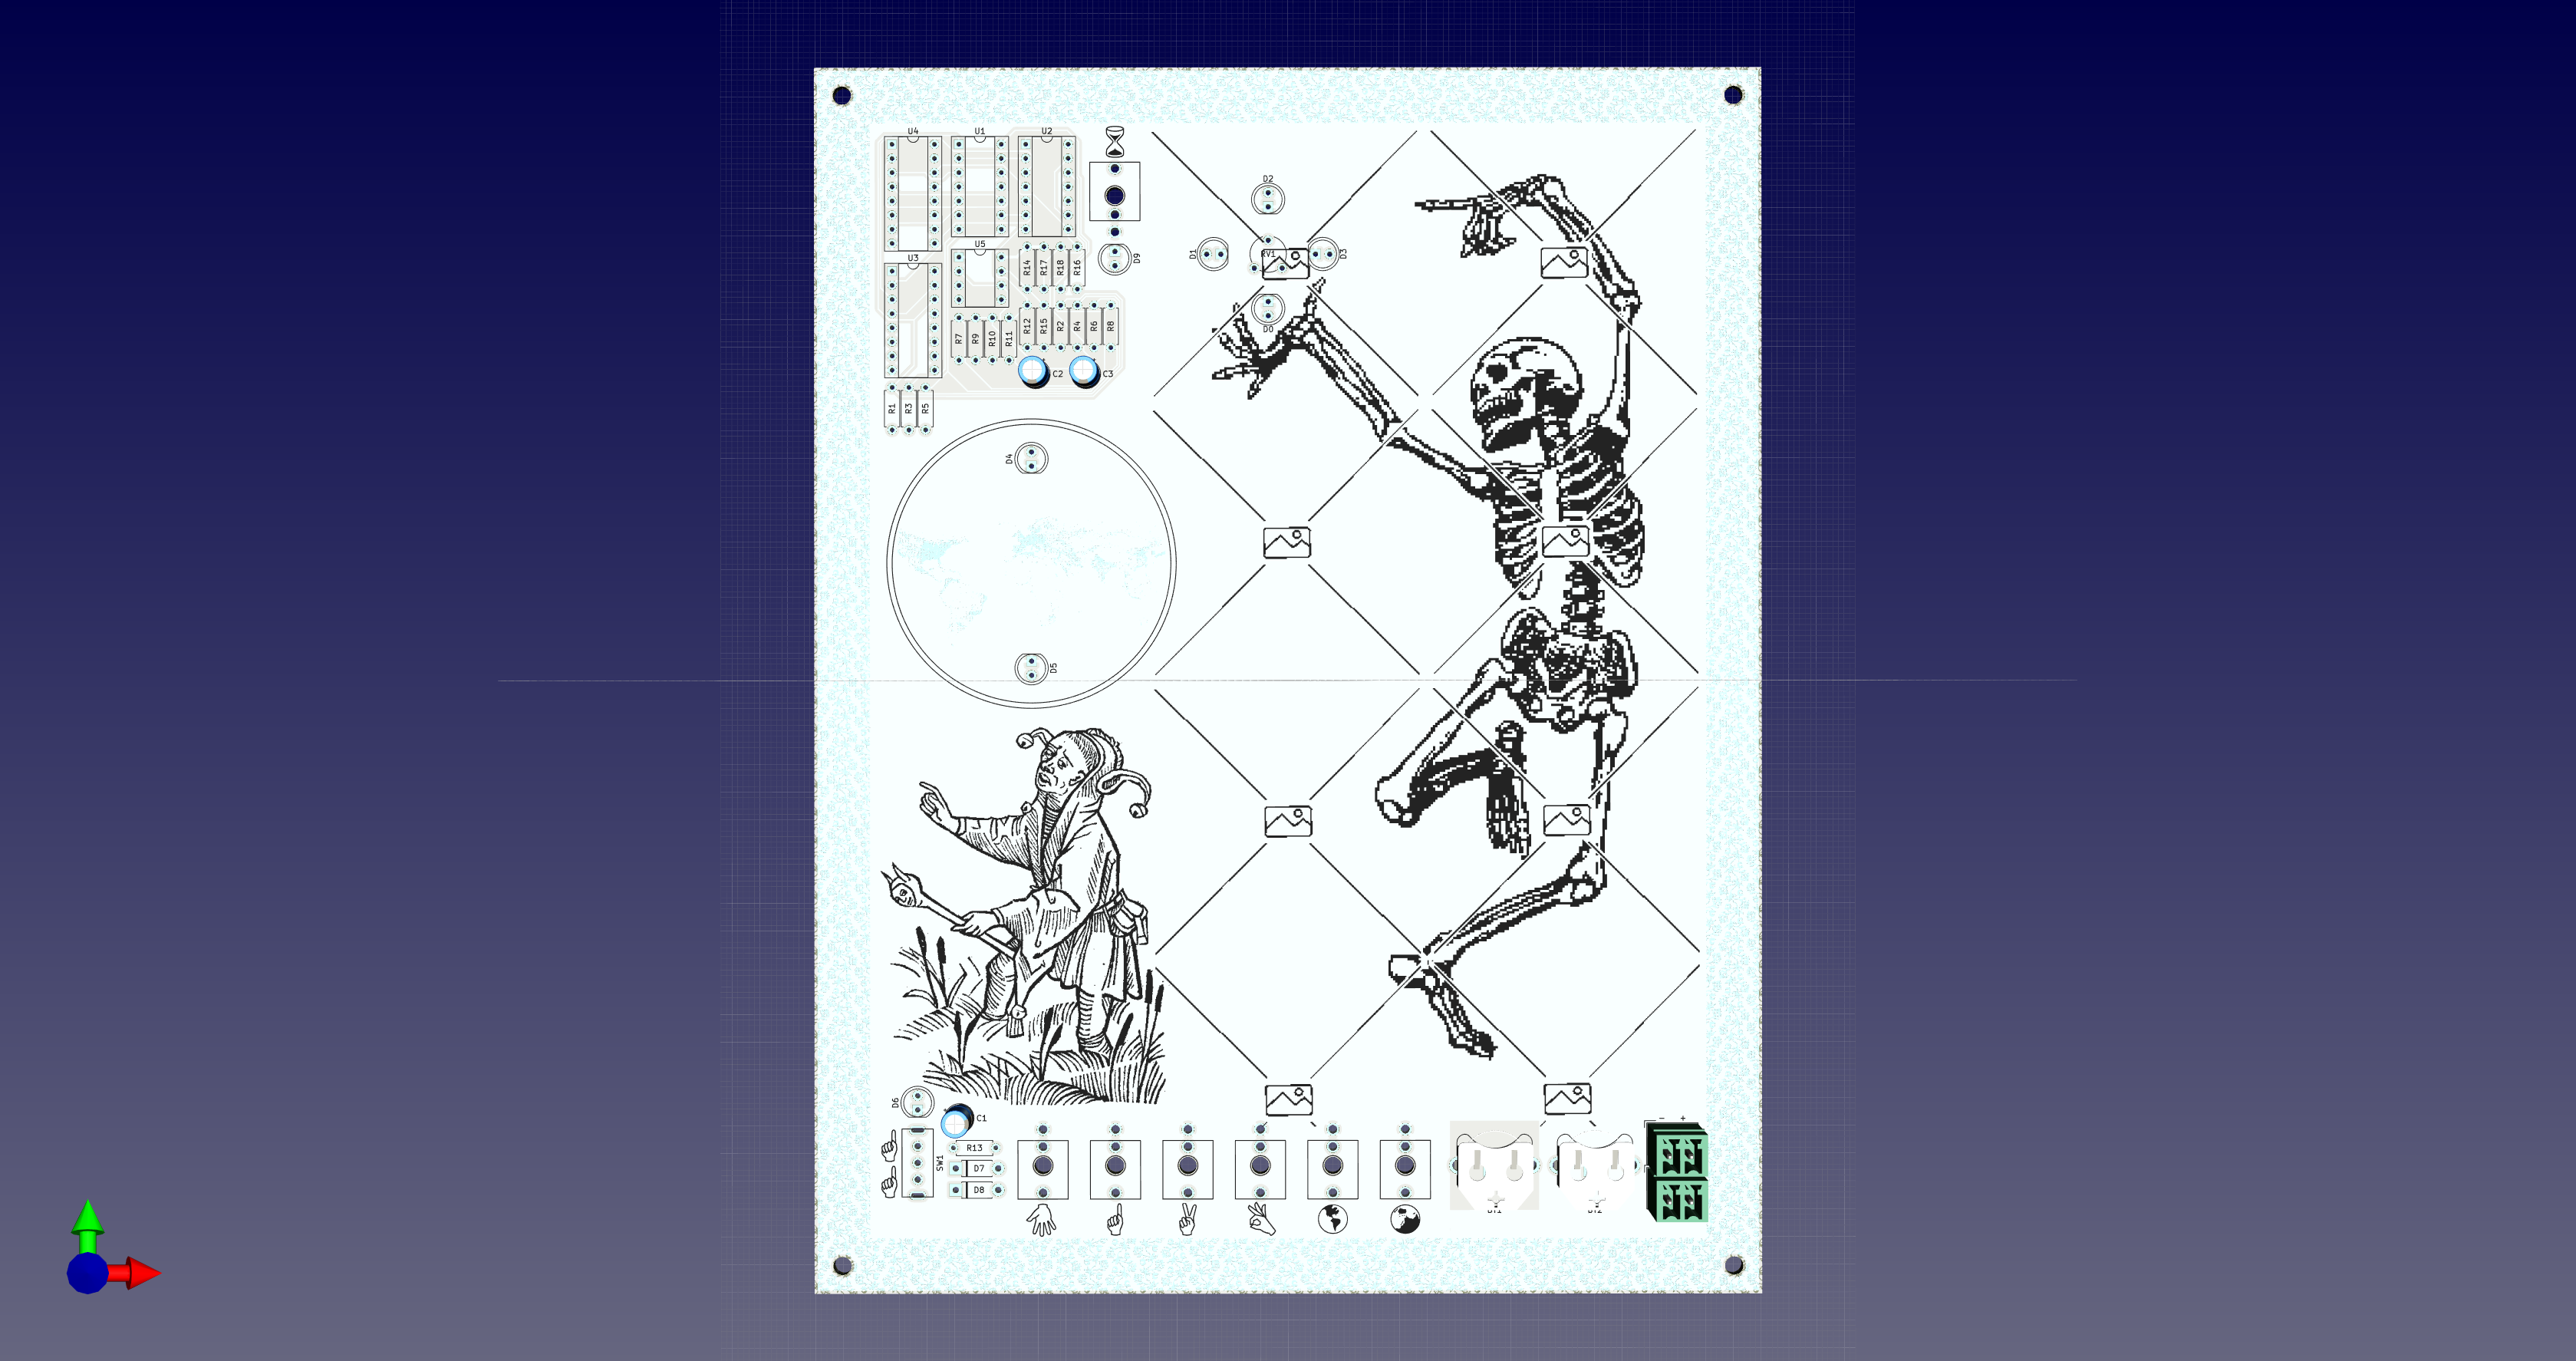 U4 U1 U2
D2
D1 RV1 D3
U5
D9
U3
R14 R17 R18 R16
D0
R7 R9 R10 R11 R12 R15 R2 R4 R6 R8
C2 C3
R1 R3 R5
D4
D5
D6
C1
- +
R13
SW1
D7
D8